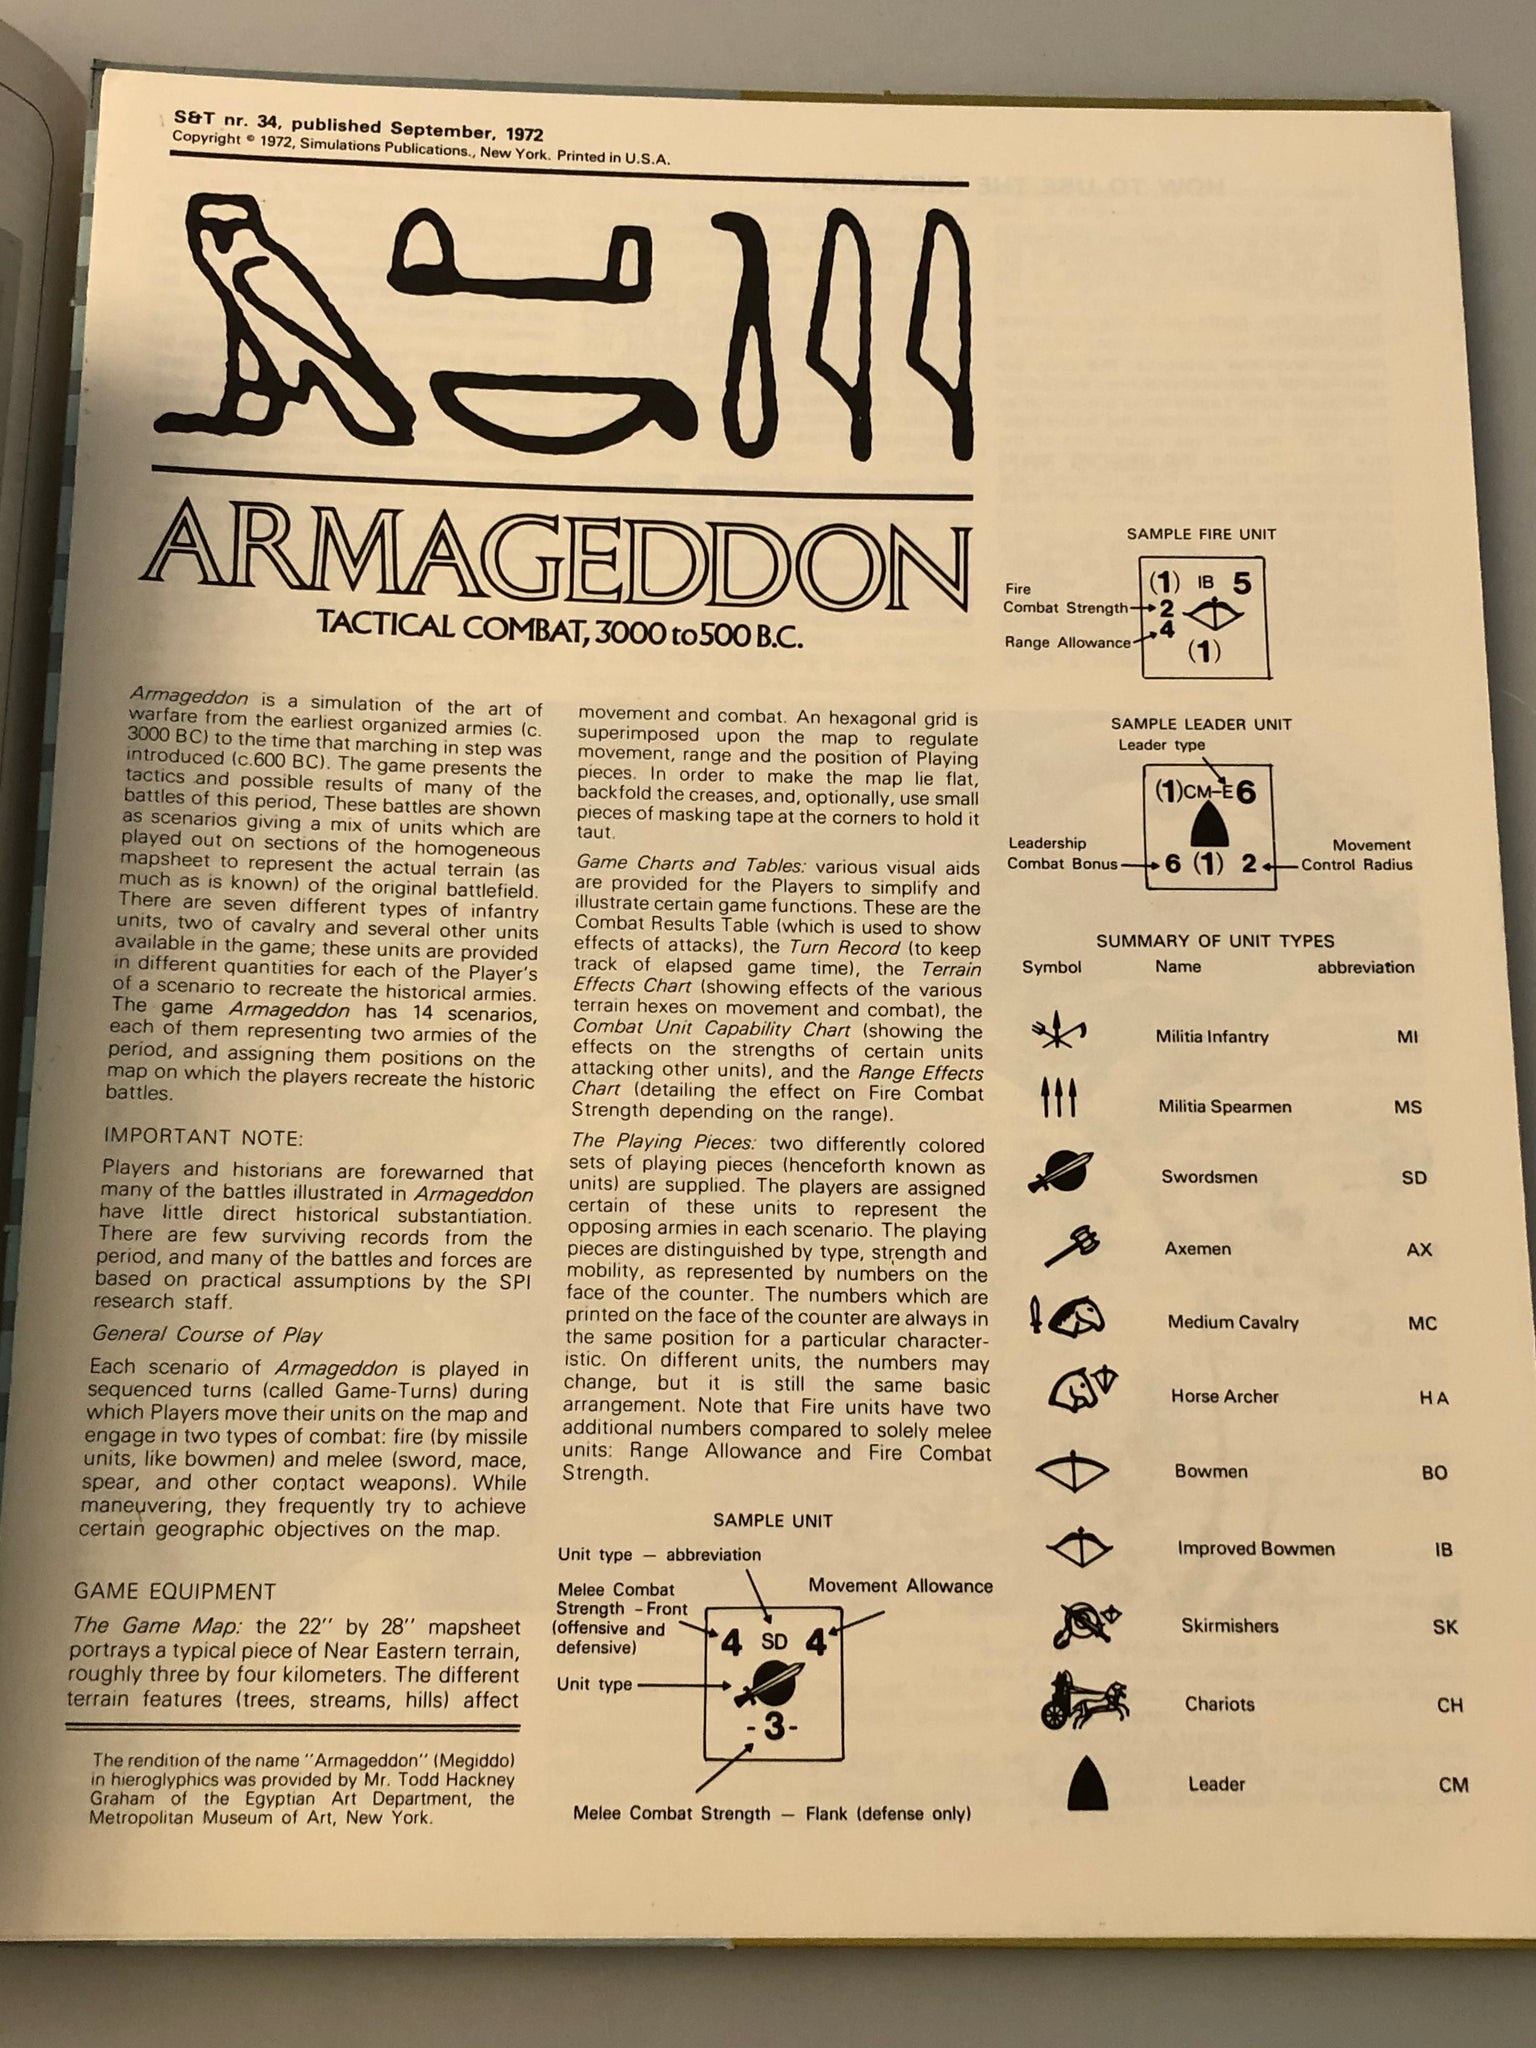 S&T nr. 34, published September, 1972
Copyright © 1972, Simulations Publications., New York. Printed in U.S.A.
ARMAGEDDON
TACTICAL COMBAT, 3000 to 500 B.C.
Armageddon is a simulation of the art of
warfare from the earliest organized armies (c.
3000 BC) to the time that marching in step was
introduced (c.600 BC). The game presents the
tactics and possible results of many of the
battles of this period, These battles are shown
as scenarios giving a mix of units which are
played out on sections of the homogeneous
mapsheet to represent the actual terrain (as
much as is known) of the original battlefield.
There are seven different types of infantry
units, two of cavalry and several other units
available in the game; these units are provided
in different quantities for each of the Player's
of a scenario to recreate the historical armies.
The game Armageddon has 14 scenarios,
each of them representing two armies of the
period, and assigning them positions on the
map on which the players recreate the historic
battles.
IMPORTANT NOTE:
Players and historians are forewarned that
many of the battles illustrated in Armageddon
have little direct historical substantiation.
There are few surviving records from the
period, and many of the battles and forces are
based on practical assumptions by the SPI
research staff.
General Course of Play
Each scenario of Armageddon is played in
sequenced turns (called Game-Turns) during
which Players move their units on the map and
engage in two types of combat: fire (by missile
units, like bowmen) and melee (sword, mace,
spear, and other contact weapons). While
maneuvering, they frequently try to achieve
certain geographic objectives on the map.
GAME EQUIPMENT
The Game Map: the 22'' by 28'' mapsheet
portrays a typical piece of Near Eastern terrain,
roughly three by four kilometers. The different
terrain features (trees, streams, hills) affect
The rendition of the name "Armageddon" (Megiddo)
in hieroglyphics was provided by Mr. Todd Hackney
Graham of the Egyptian Art Department, the
Metropolitan Museum of Art, New York.
movement and combat. An hexagonal grid is
superimposed upon the map to regulate
movement, range and the position of Playing
pieces. In order to make the map lie flat,
backfold the creases, and, optionally, use small
pieces of masking tape at the corners to hold it
taut.
Game Charts and Tables: various visual aids
are provided for the Players to simplify and
illustrate certain game functions. These are the
Combat Results Table (which is used to show
effects of attacks), the Turn Record (to keep
track of elapsed game time), the Terrain
Effects Chart (showing effects of the various
terrain hexes on movement and combat), the
Combat Unit Capability Chart (showing the
effects on the strengths of certain units
attacking other units), and the Range Effects
Chart (detailing the effect on Fire Combat
Strength depending on the range).
The Playing Pieces: two differently colored
sets of playing pieces (henceforth known as
units) are supplied. The players are assigned
certain of these units to represent the
opposing armies in each scenario. The playing
pieces are distinguished by type, strength and
mobility, as represented by numbers on the
face of the counter. The numbers which are
printed on the face of the counter are always in
the same position for a particular character-
istic. On different units, the numbers may
change, but it is still the same basic
arrangement. Note that Fire units have two
additional numbers compared to solely melee
units: Range Allowance and Fire Combat
Strength.
SAMPLE UNIT
Unit type — abbreviation
Melee Combat
Strength - Front
(offensive and
defensive)
Movement Allowance
4 SD 4
Unit type
-3-
Melee Combat Strength — Flank (defense only)
SAMPLE FIRE UNIT
(1) IB 5
Fire
Combat Strength 2
Range Allowance 4
(1)
SAMPLE LEADER UNIT
Leader type
(1)CM-E6
Leadership
Combat Bonus
6 (1) 2
Movement
Control Radius
SUMMARY OF UNIT TYPES
Symbol Name abbreviation
Militia Infantry MI
Militia Spearmen MS
Swordsmen SD
Axemen AX
Medium Cavalry MC
Horse Archer H A
Bowmen BO
Improved Bowmen IB
Skirmishers SK
Chariots CH
Leader CM